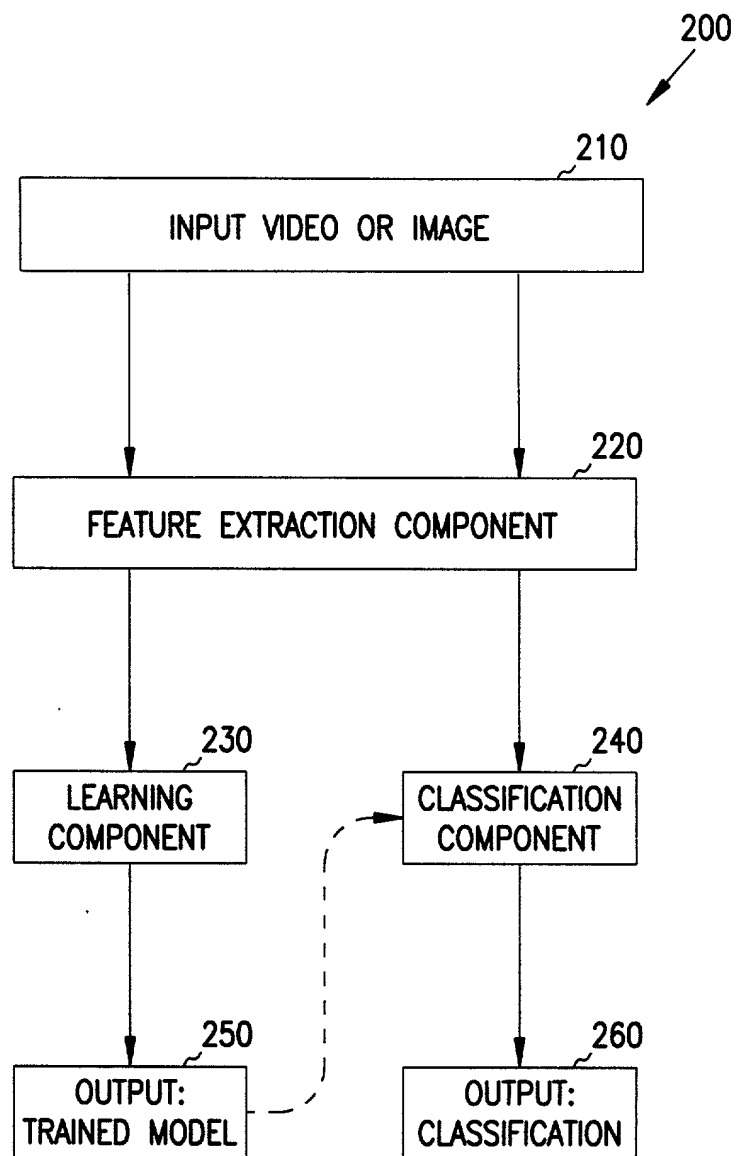 200
210
INPUT VIDEO OR IMAGE
220
FEATURE EXTRACTION COMPONENT
230
LEARNING
COMPONENT
240
CLASSIFICATION
COMPONENT
250
OUTPUT:
TRAINED MODEL
260
OUTPUT:
CLASSIFICATION